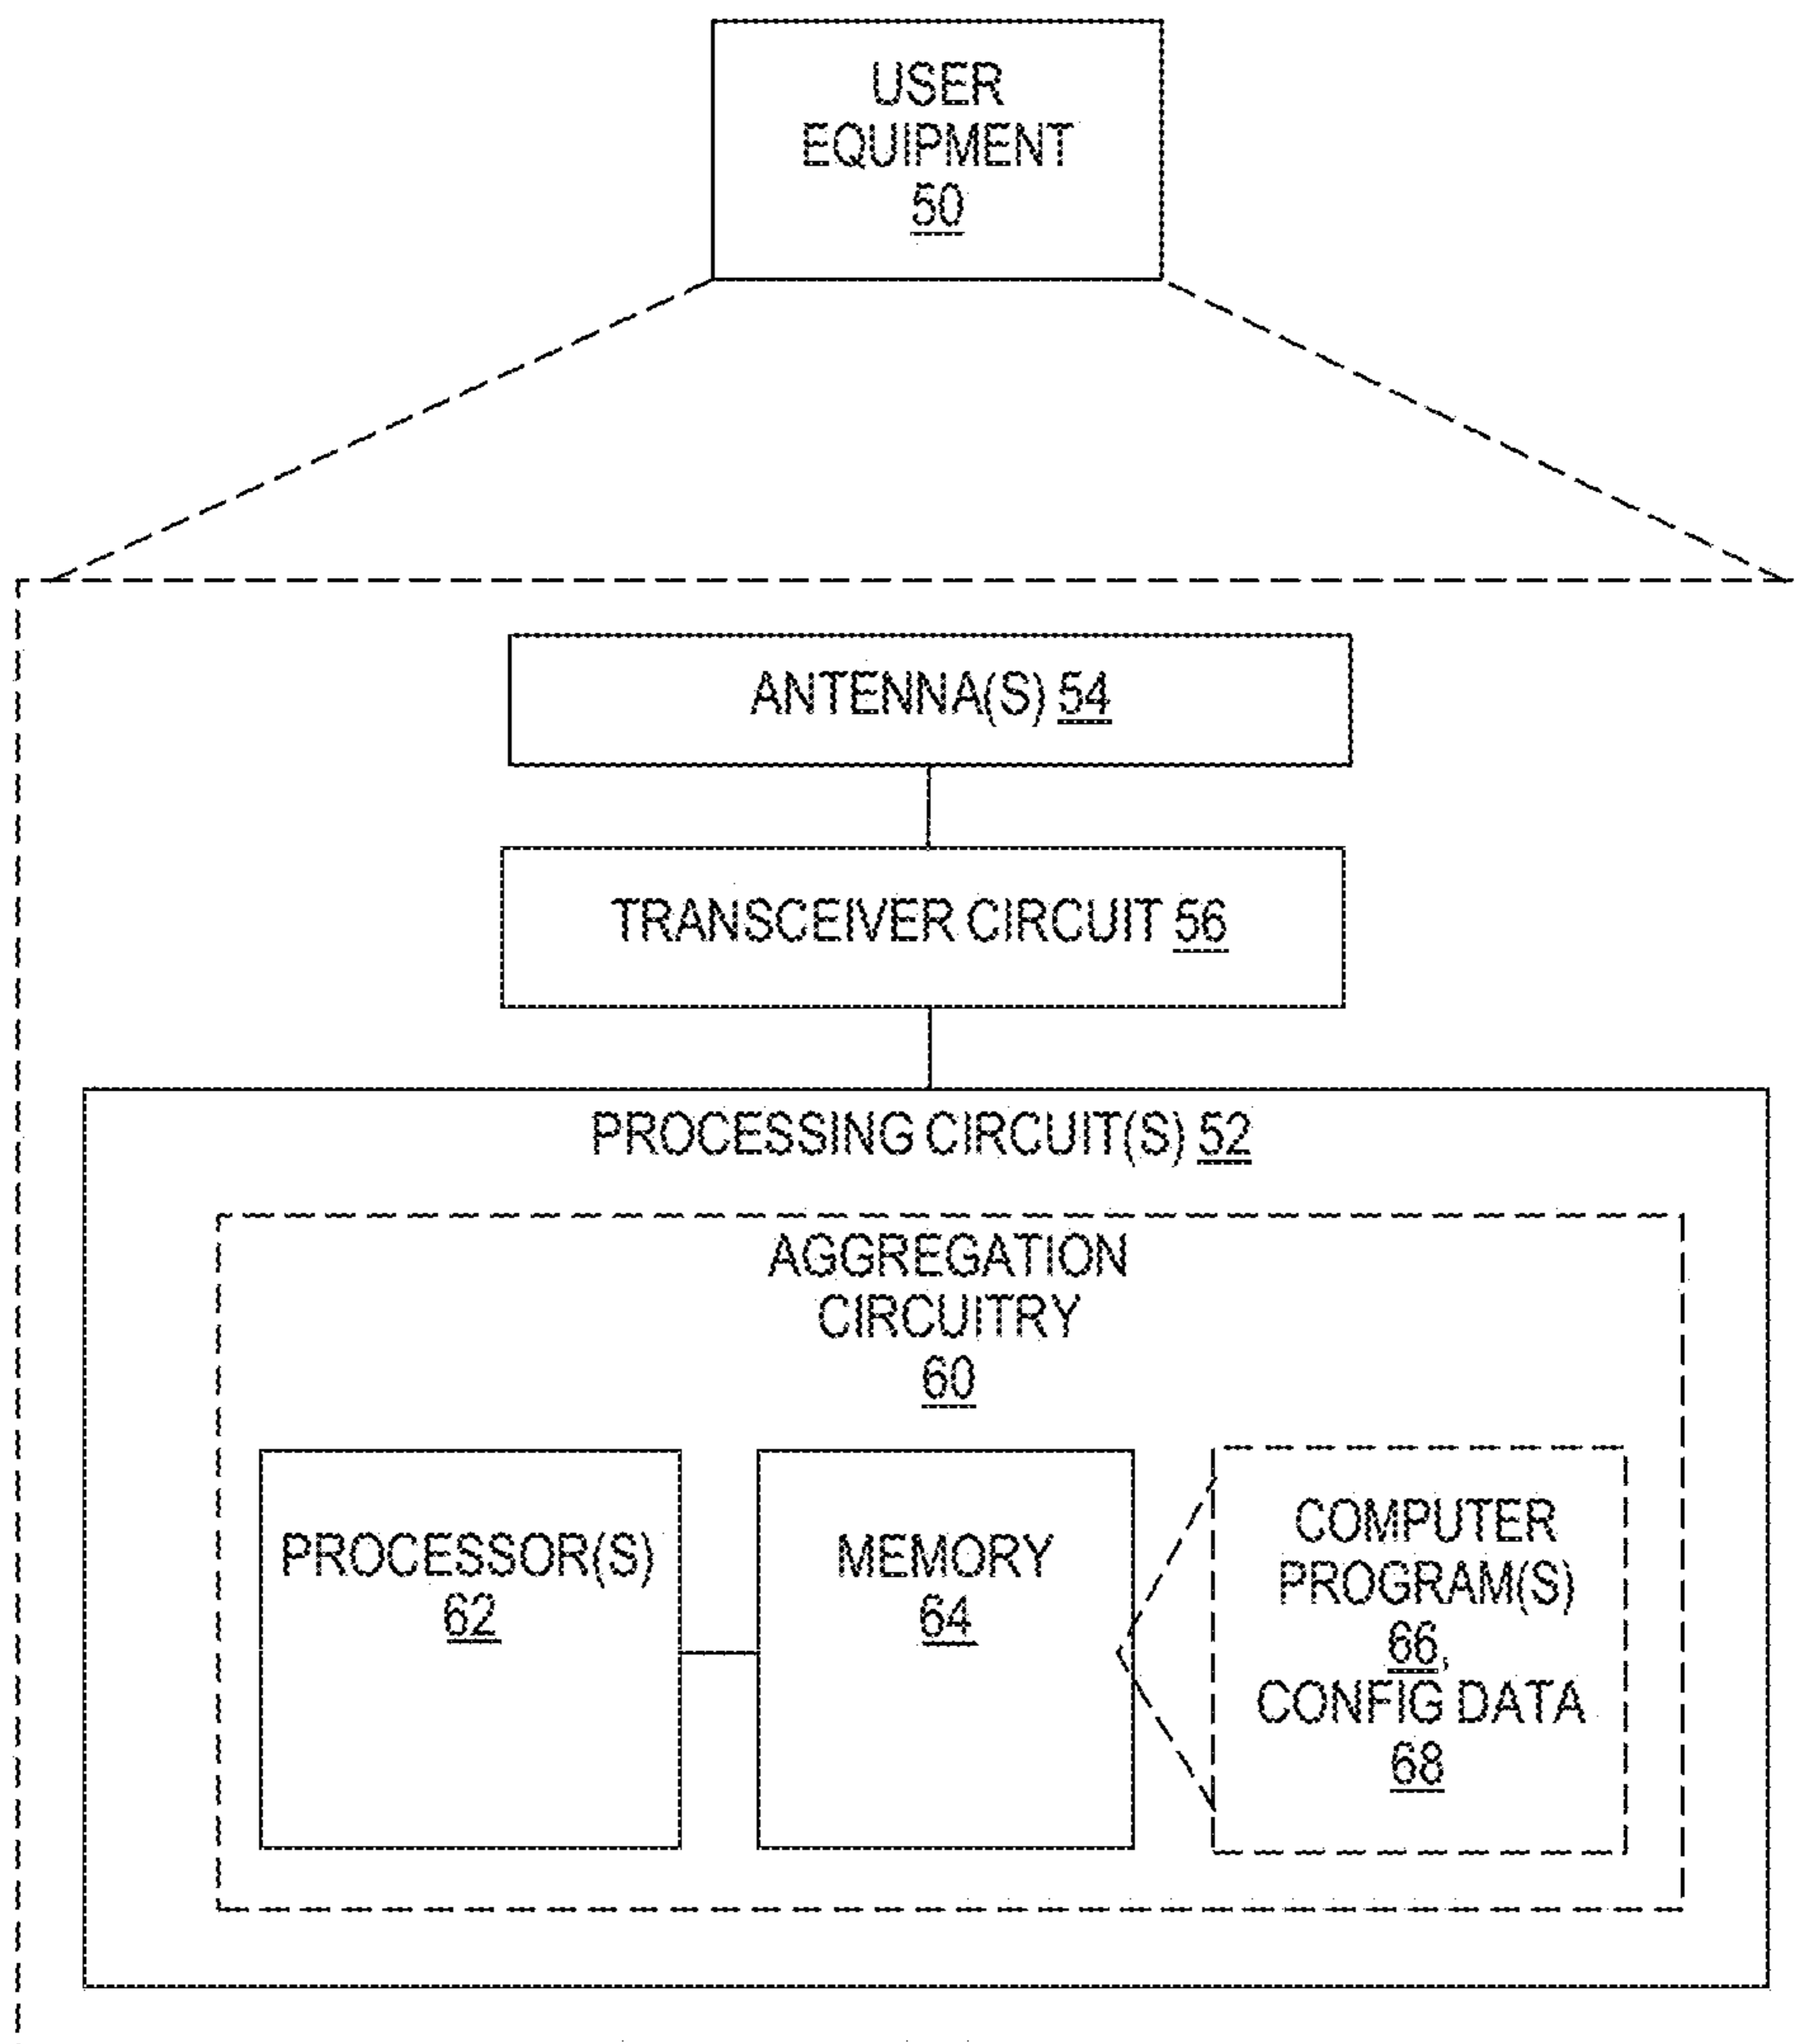 USER
EQUIPMENT
50
ANTENNA(S) 54
TRANSCEIVER CIRCUIT 56
PROCESSING CIRCUIT(S) 52
AGGREGATION
CIRCUITRY
60
PROCESSOR(S)
62
MEMORY
64
COMPUTER
PROGRAM(S)
66,
CONFIG DATA
68